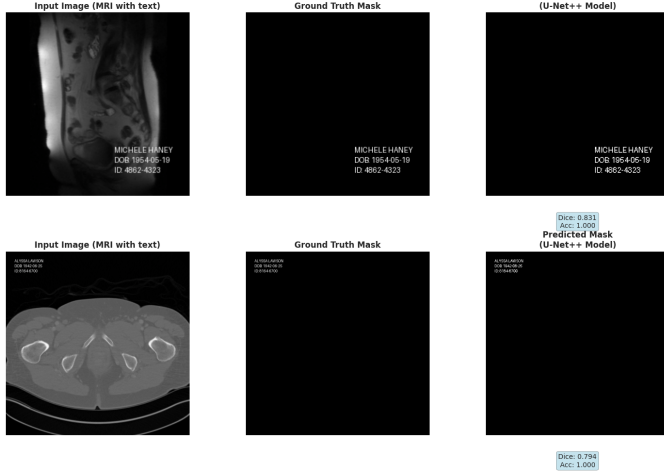 Input Image (MRI with text)
Ground Truth Mask
(U-Net++ Model)
MICHELE HANEY
DOB: 1954-05-19
ID: 4862-4323
MICHELE HANEY
DOB: 1954-05-19
ID: 4862-4323
MICHELE HANEY
DOB: 1954-05-19
ID: 4862-4323
Dice: 0.831
Acc: 1.000
Input Image (MRI with text)
Ground Truth Mask
Predicted Mask
(U-Net++ Model)
Dice: 0.794
Acc: 1.000